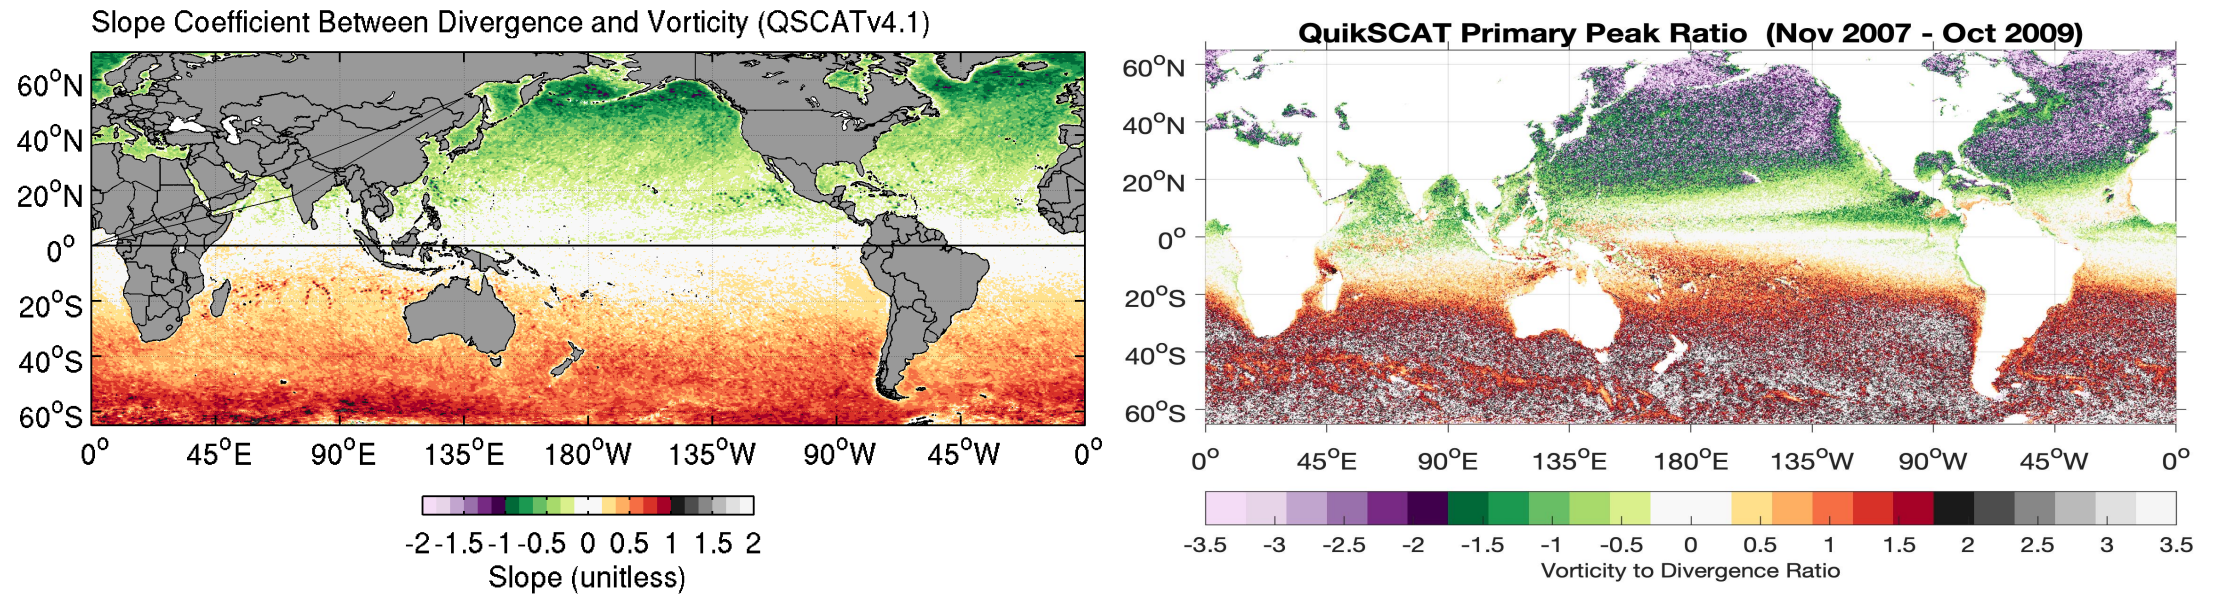 Slope Coefficient Between Divergence and Vorticity (QSCATv4.1)
60°N
40°N
20°N
0°
20°S
40°S
60°S
0° 45°E 90°E 135°E 180°W 135°W 90°W 45°W 0°
-2 -1.5 -1 -0.5 0 0.5 1 1.5 2
Slope (unitless)
QuikSCAT Primary Peak Ratio (Nov 2007 - Oct 2009)
60°N
40°N
20°N
0°
20°S
40°S
60°S
0° 45°E 90°E 135°E 180°E 135°W 90°W 45°W 0°
-3.5 -3 -2.5 -2 -1.5 -1 -0.5 0 0.5 1 1.5 2 2.5 3 3.5
Vorticity to Divergence Ratio